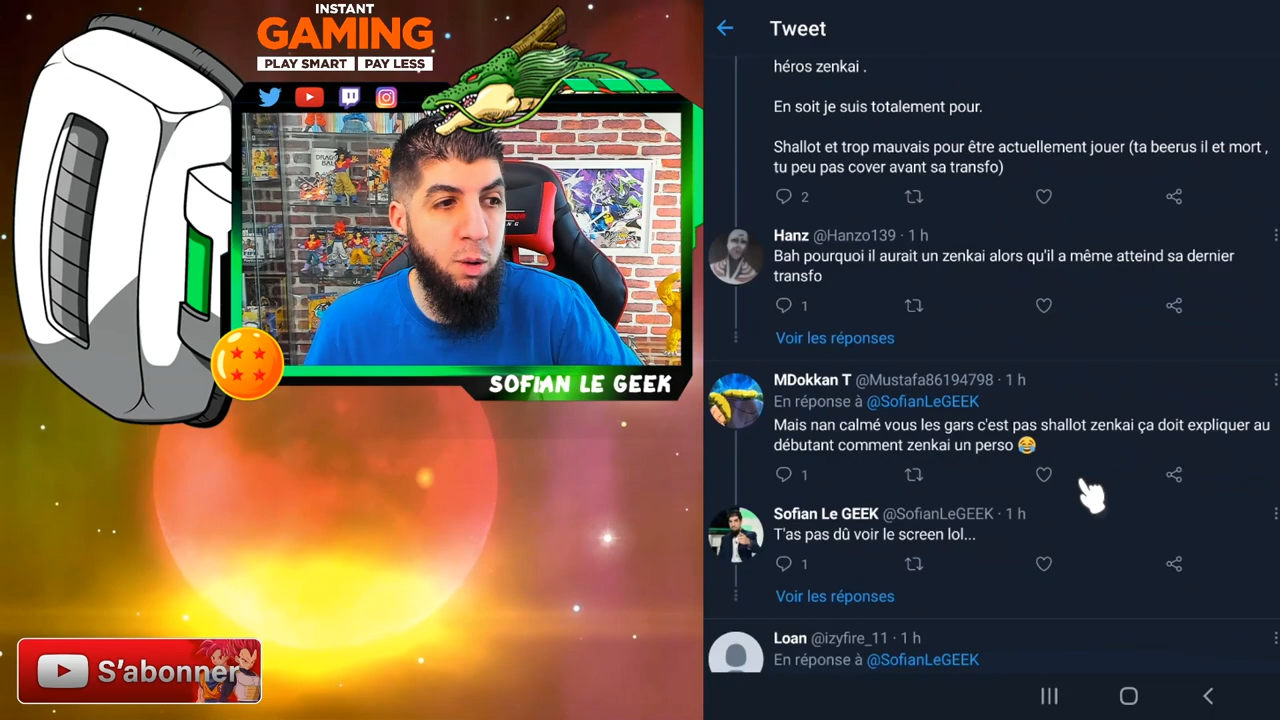 INSTANT
GAMING
PLAY SMART | PAY LESS
SOFIAN LE GEEK
S'abonner
Tweet
héros zenkai .
En soit je suis totalement pour.
Shallot et trop mauvais pour être actuellement jouer (ta beerus il et mort ,
tu peu pas cover avant sa transfo)
2
Hanz @Hanzo139 · 1 h
Bah pourquoi il aurait un zenkai alors qu'il a même atteind sa dernier
transfo
1
Voir les réponses
MDokkan T @Mustafa86194798 · 1 h
En réponse à @SofianLeGEEK
Mais nan calmé vous les gars c'est pas shallot zenkai ça doit expliquer au
débutant comment zenkai un perso 😂
1
Sofian Le GEEK @SofianLeGEEK · 1 h
T'as pas dû voir le screen lol...
1
Voir les réponses
Loan @izyfire_11 · 1 h
En réponse à @SofianLeGEEK